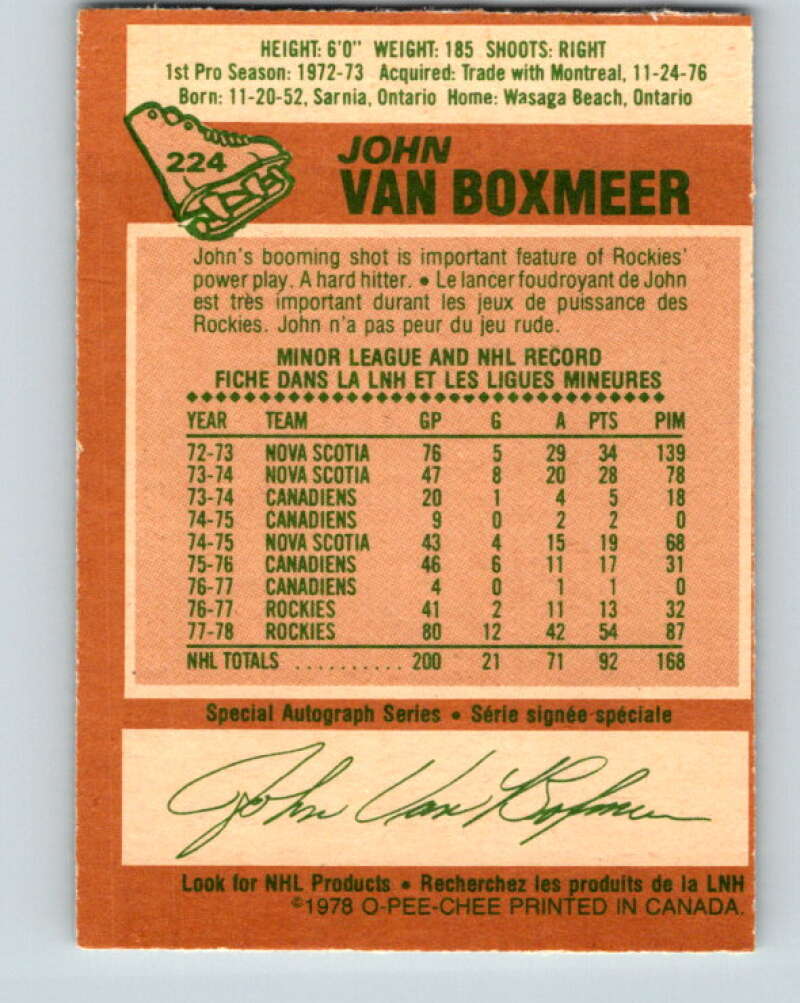 HEIGHT: 6'0" WEIGHT: 185 SHOOTS: RIGHT
1st Pro Season: 1972-73 Acquired: Trade with Montreal, 11-24-76
Born: 11-20-52, Sarnia, Ontario Home: Wasaga Beach, Ontario
224
JOHN
VAN BOXMEER
John's booming shot is important feature of Rockies'
power play. A hard hitter. • Le lancer foudroyant de John
est très important durant les jeux de puissance des
Rockies. John n'a pas peur du jeu rude.
MINOR LEAGUE AND NHL RECORD
FICHE DANS LA LNH ET LES LIGUES MINEURES
YEAR TEAM GP G A PTS PIM
72-73 NOVA SCOTIA 76 5 29 34 139
73-74 NOVA SCOTIA 47 8 20 28 78
73-74 CANADIENS 20 1 4 5 18
74-75 CANADIENS 9 0 2 2 0
74-75 NOVA SCOTIA 43 4 15 19 68
75-76 CANADIENS 46 6 11 17 31
76-77 CANADIENS 4 0 1 1 0
76-77 ROCKIES 41 2 11 13 32
77-78 ROCKIES 80 12 42 54 87
NHL TOTALS .......... 200 21 71 92 168
Special Autograph Series • Série signée spéciale
John Van Boxmeer
Look for NHL Products • Recherchez les produits de la LNH
©1978 O-PEE-CHEE PRINTED IN CANADA.